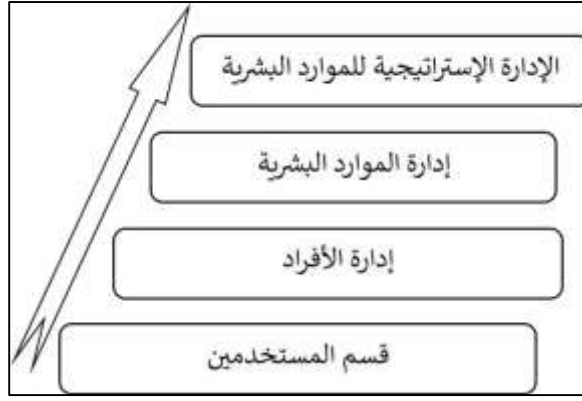 الإدارة الإستراتيجية للموارد البشرية
إدارة الموارد البشرية
إدارة الأفراد
قسم المستخدمين